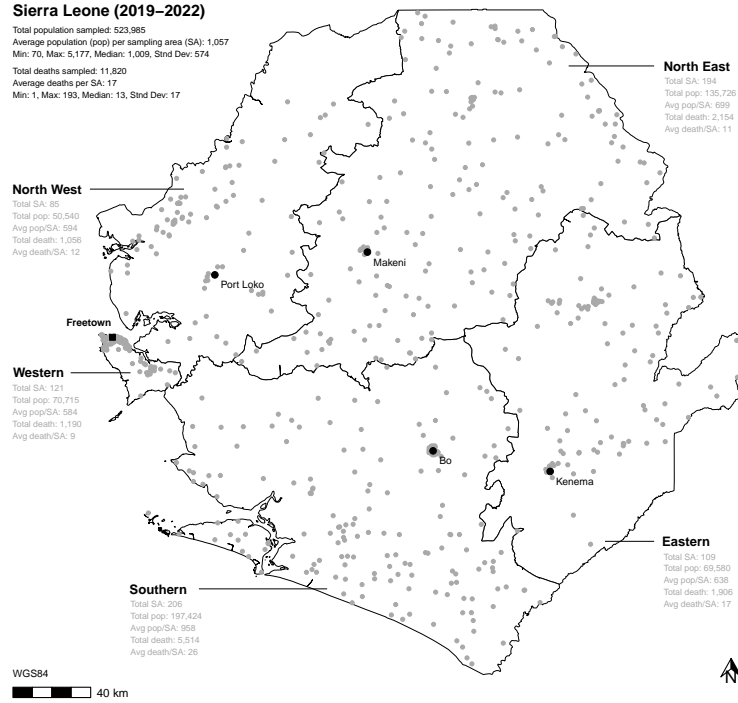 Sierra Leone (2019–2022)
Total population sampled: 523,985
Average population (pop) per sampling area (SA): 1,057
Min: 70, Max: 5,177, Median: 1,009, Stnd Dev: 574
Total deaths sampled: 11,820
Average deaths per SA: 17
Min: 1, Max: 193, Median: 13, Stnd Dev: 17
North East
Total SA: 194
Total pop: 135,726
Avg pop/SA: 699
Total death: 2,154
Avg death/SA: 11
North West
Total SA: 85
Total pop: 50,540
Avg pop/SA: 594
Total death: 1,056
Avg death/SA: 12
Makeni
Port Loko
Freetown
Western
Total SA: 121
Total pop: 70,715
Avg pop/SA: 584
Total death: 1,190
Avg death/SA: 9
Bo
Kenema
Eastern
Total SA: 109
Total pop: 69,580
Avg pop/SA: 638
Total death: 1,906
Avg death/SA: 17
Southern
Total SA: 206
Total pop: 197,424
Avg pop/SA: 958
Total death: 5,514
Avg death/SA: 26
WGS84
40 km
N